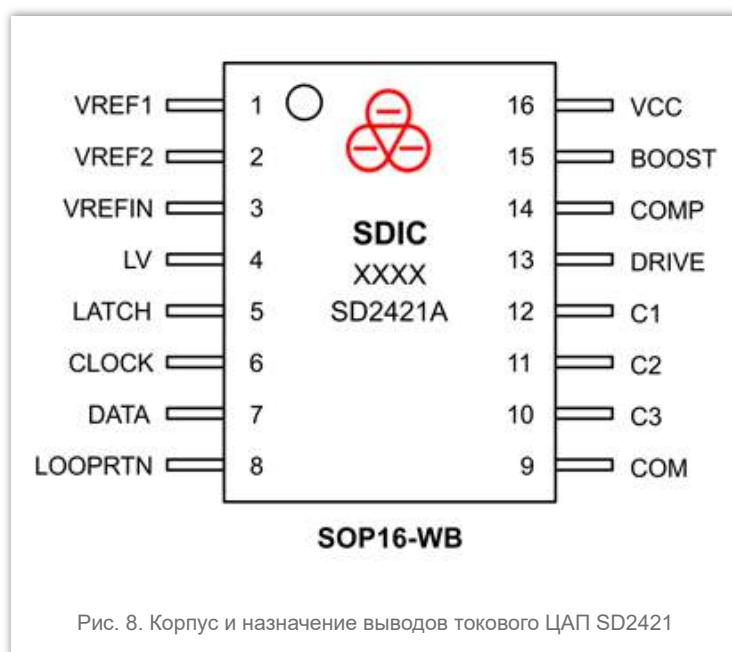 VREF1 1 16 VCC
VREF2 2 15 BOOST
VREFIN 3 14 COMP
SDIC
LV 4 13 DRIVE
XXXX
LATCH 5 SD2421A 12 C1
CLOCK 6 11 C2
DATA 7 10 C3
LOOPRTN 8 9 COM
SOP16-WB
Рис. 8. Корпус и назначение выводов токового ЦАП SD2421